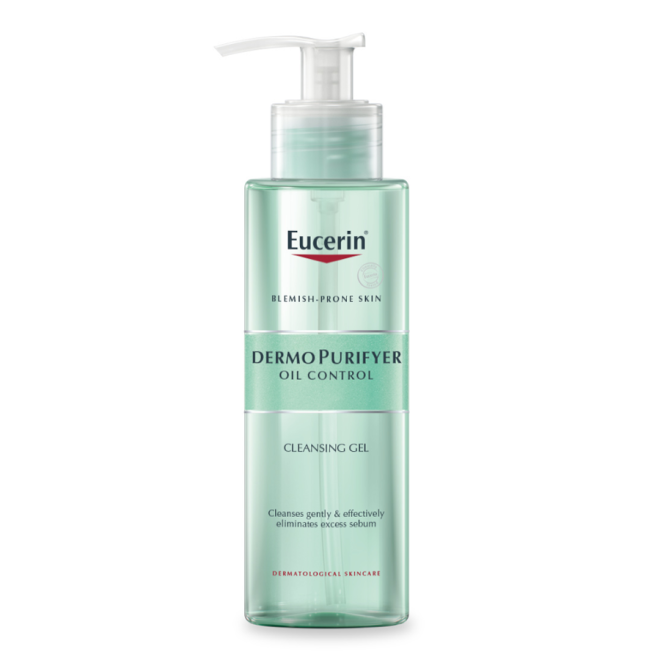 Eucerin®
BLEMISH-PRONE SKIN
DERMOPURIFYER
OIL CONTROL
CLEANSING GEL
Cleanses gently & effectively
eliminates excess sebum
DERMATOLOGICAL SKINCARE